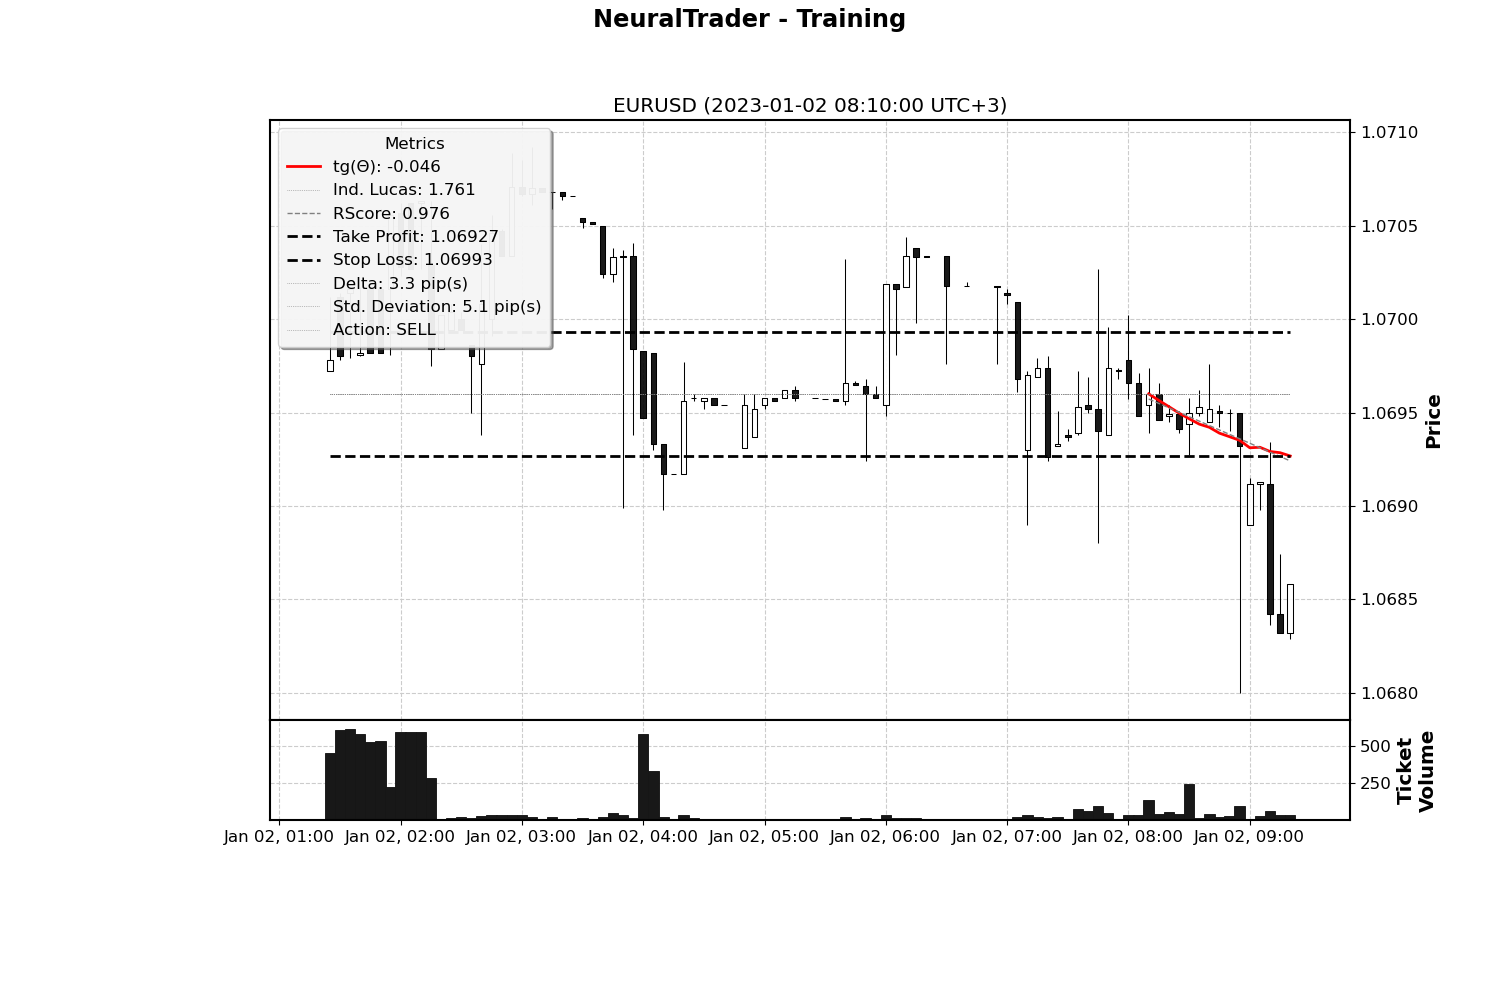 NeuralTrader - Training
EURUSD (2023-01-02 08:10:00 UTC+3)
Metrics
tg(Θ): -0.046
Ind. Lucas: 1.761
RScore: 0.976
Take Profit: 1.06927
Stop Loss: 1.06993
Delta: 3.3 pip(s)
Std. Deviation: 5.1 pip(s)
Action: SELL
1.0710
1.0705
1.0700
1.0695
1.0690
1.0685
1.0680
Price
500
250
Ticket
Volume
Jan 02, 01:00
Jan 02, 02:00
Jan 02, 03:00
Jan 02, 04:00
Jan 02, 05:00
Jan 02, 06:00
Jan 02, 07:00
Jan 02, 08:00
Jan 02, 09:00